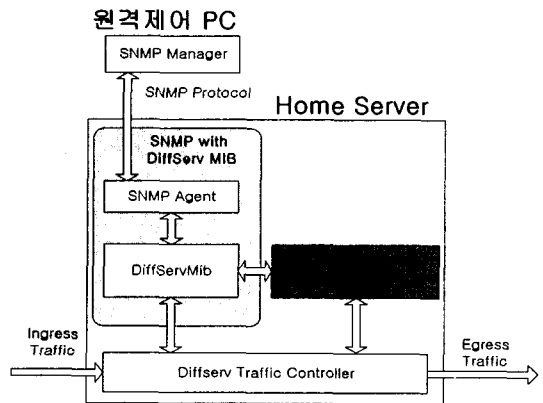 원격제어 PC
SNMP Manager
SNMP Protocol
Home Server
SNMP with
DiffServ MIB
SNMP Agent
DiffServMib
Ingress
Traffic
Egress
Traffic
Diffserv Traffic Controller